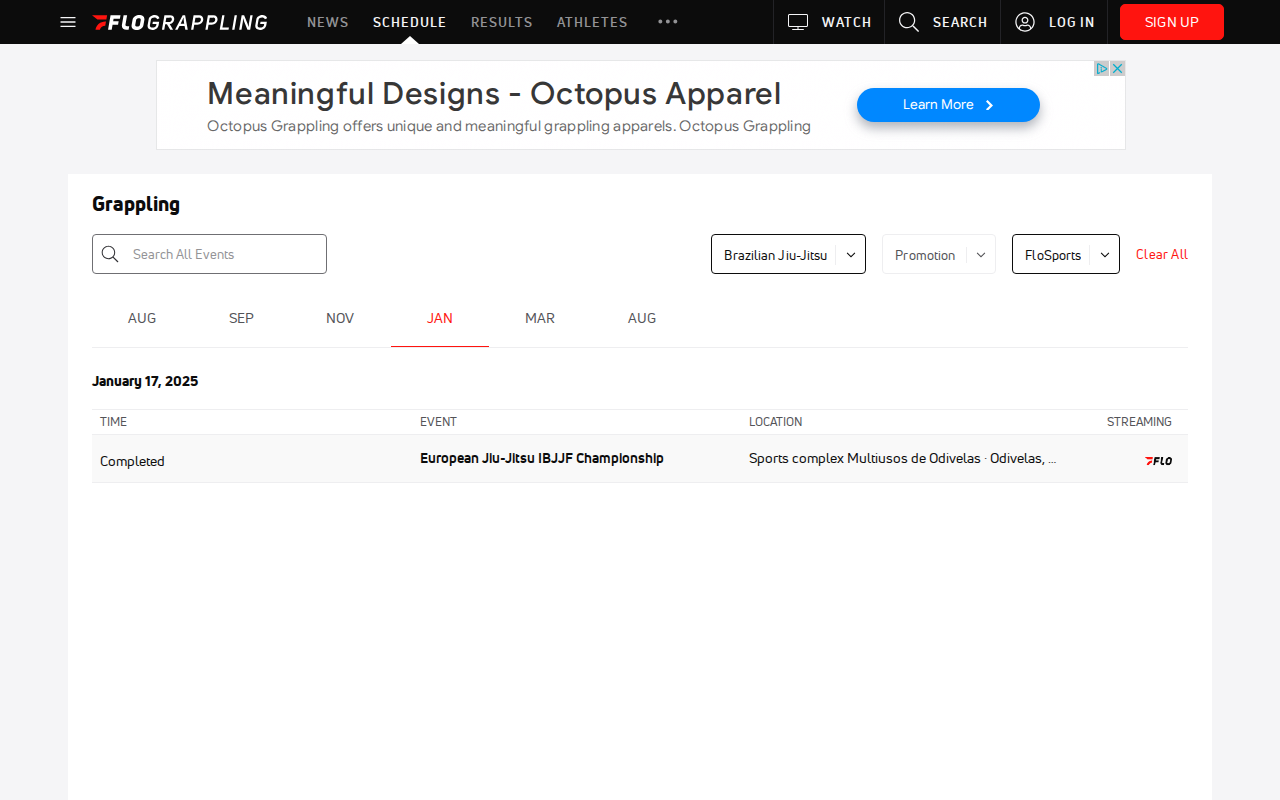 FLOGRAPPLING NEWS SCHEDULE RESULTS ATHLETES ••• WATCH SEARCH LOG IN SIGN UP
Meaningful Designs - Octopus Apparel
Octopus Grappling offers unique and meaningful grappling apparels. Octopus Grappling
Learn More
Grappling
Search All Events Brazilian Jiu-Jitsu Promotion FloSports Clear All
AUG SEP NOV JAN MAR AUG
January 17, 2025
TIME EVENT LOCATION STREAMING
Completed European Jiu-Jitsu IBJJF Championship Sports complex Multiusos de Odivelas · Odivelas, ... FLO